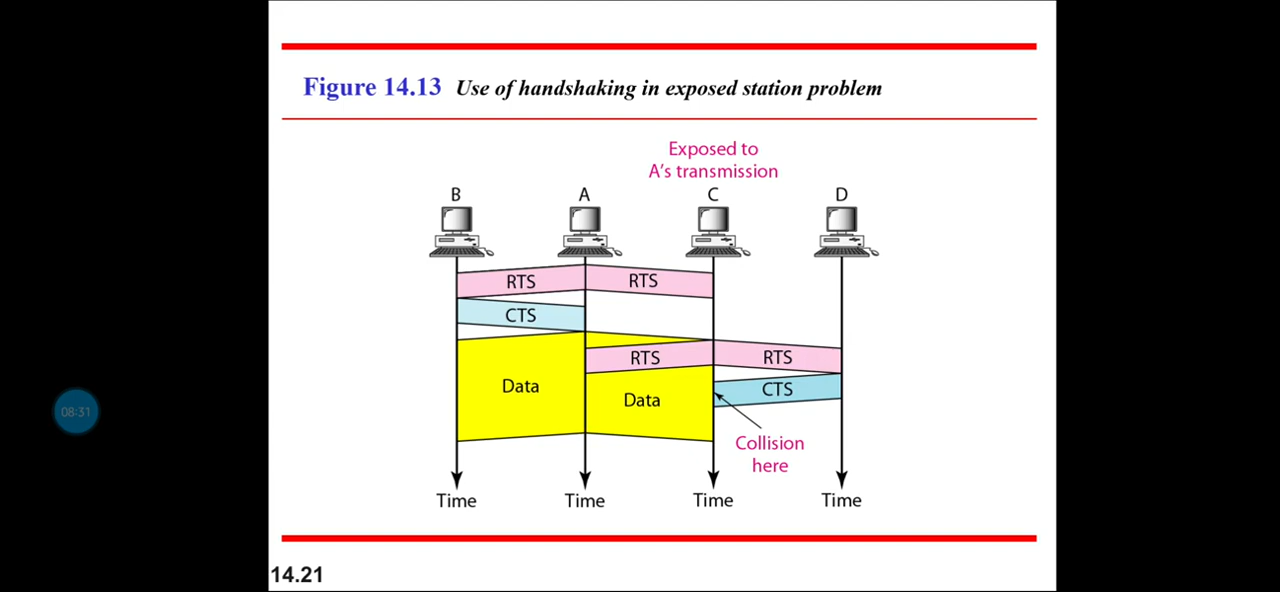 Figure 14.13 Use of handshaking in exposed station problem
Exposed to
A's transmission
B A C D
RTS RTS
CTS
RTS RTS
Data
CTS
Data
Collision
here
Time Time Time Time
14.21
08:31